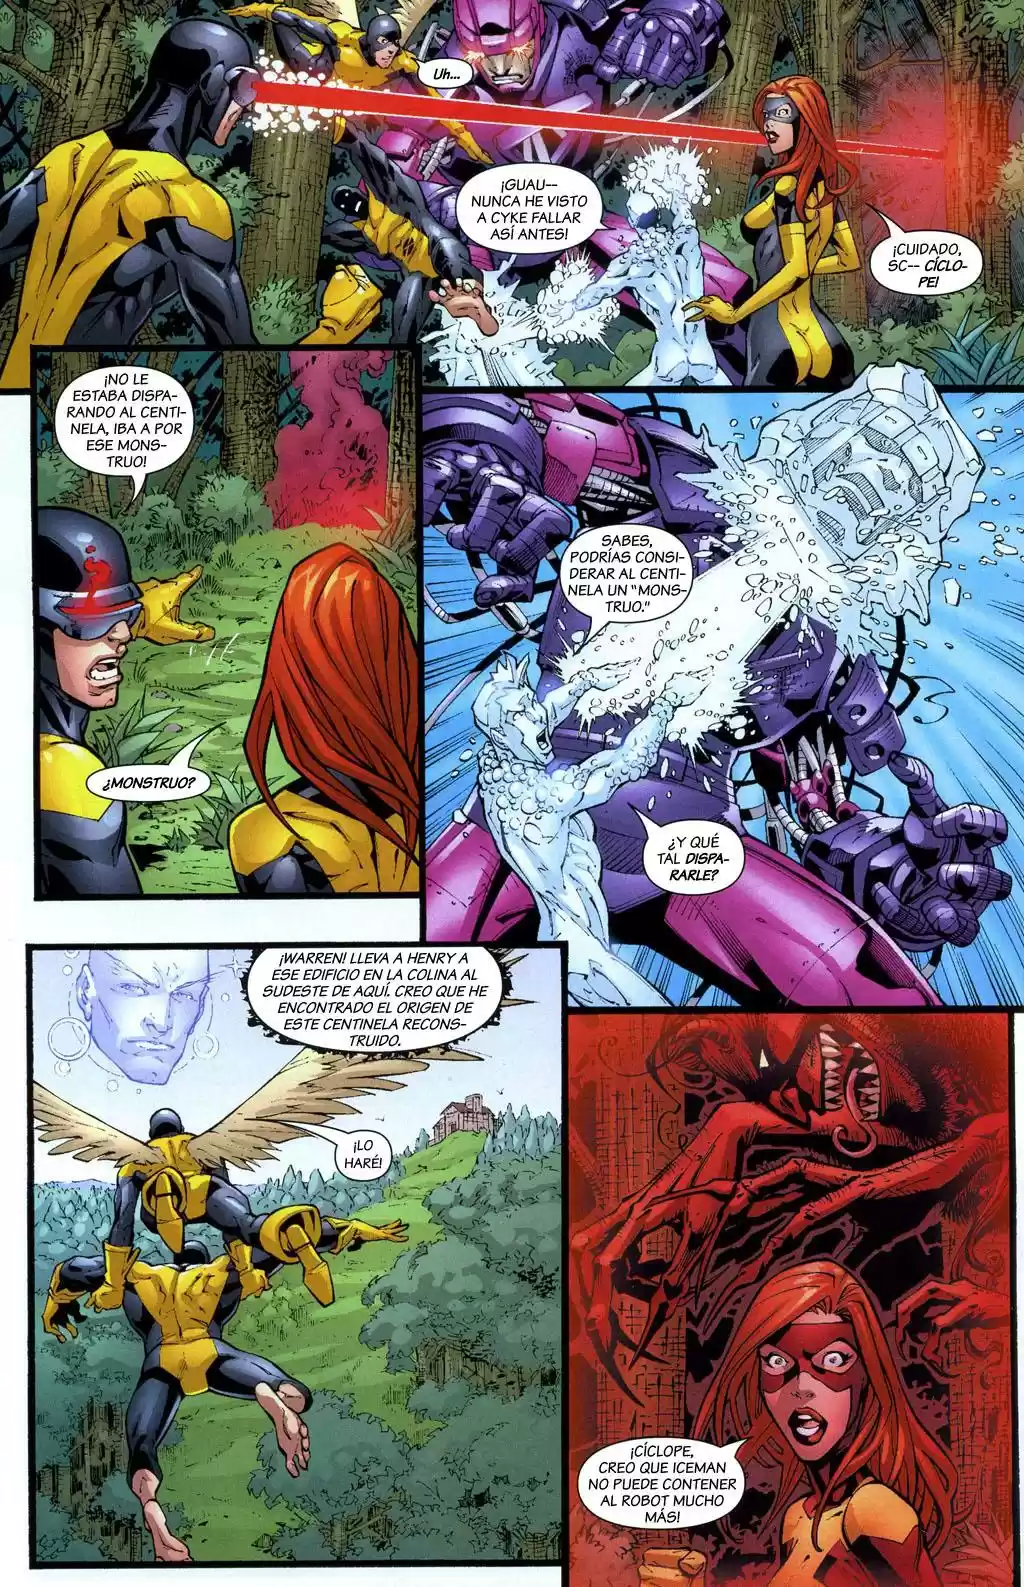 Uh...
¡GUAU--
NUNCA HE VISTO
A CYKE FALLAR
ASÍ ANTES!
¡CUIDADO,
SC-- CÍCLO-
PE!
¡NO LE
ESTABA DISPA-
RANDO AL CENTI-
NELA, IBA A POR
ESE MONS-
TRUO!
¿MONSTRUO?
SABES,
PODRÍAS CONSI-
DERAR AL CENTI-
NELA UN "MONS-
TRUO."
¿Y QUÉ
TAL DISPA-
RARLE?
¡WARREN! LLEVA A HENRY A
ESE EDIFICIO EN LA COLINA AL
SUDESTE DE AQUÍ. CREO QUE HE
ENCONTRADO EL ORIGEN DE
ESTE CENTINELA RECONS-
TRUIDO.
¡LO
HARÉ!
¡CÍCLOPE,
CREO QUE ICEMAN
NO PUEDE CONTENER
AL ROBOT MUCHO
MÁS!